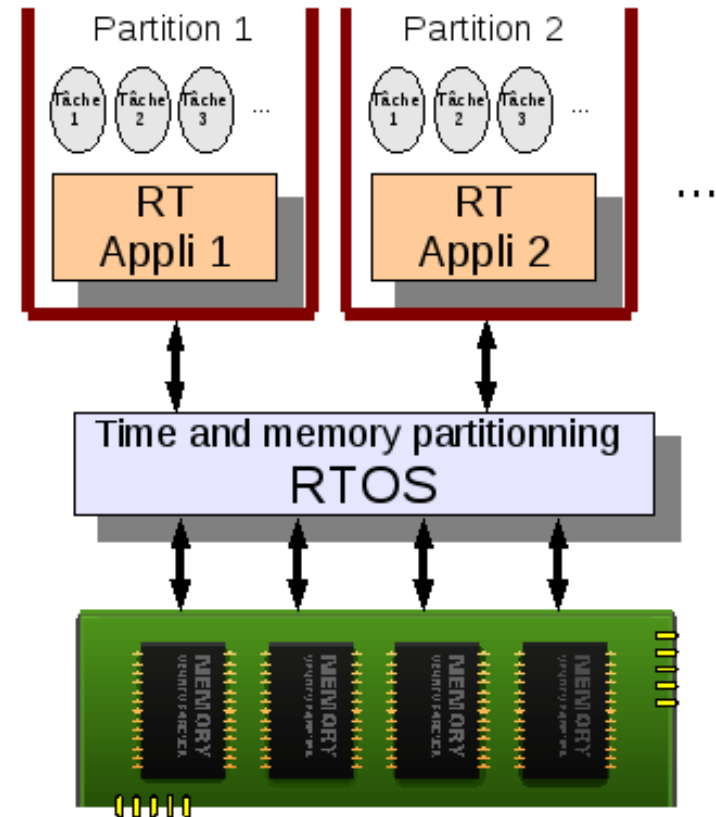 Partition 1
Partition 2
Tâche
1
Tâche
2
Tâche
3
...
Tâche
1
Tâche
2
Tâche
3
...
RT
Appli 1
RT
Appli 2
...
Time and memory partitionning
RTOS
MEMORY
MEMORY
MEMORY
MEMORY